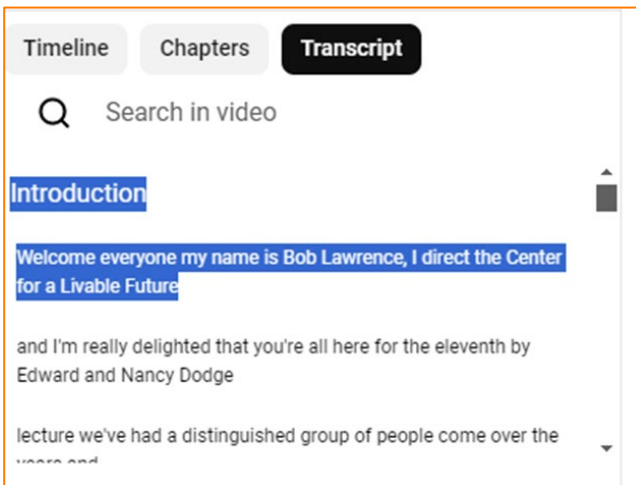 Timeline Chapters Transcript
Search in video
Introduction
Welcome everyone my name is Bob Lawrence, I direct the Center
for a Livable Future
and I'm really delighted that you're all here for the eleventh by
Edward and Nancy Dodge
lecture we've had a distinguished group of people come over the
years and